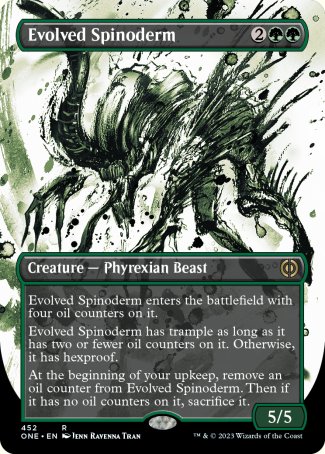 Evolved Spinoderm 2
Creature — Phyrexian Beast
Evolved Spinoderm enters the battlefield with
four oil counters on it.
Evolved Spinoderm has trample as long as it
has two or fewer oil counters on it. Otherwise,
it has hexproof.
At the beginning of your upkeep, remove an
oil counter from Evolved Spinoderm. Then if
it has no oil counters on it, sacrifice it.
5/5
452 R
ONE • EN Jenn Ravenna Tran ™ & © 2023 Wizards of the Coast